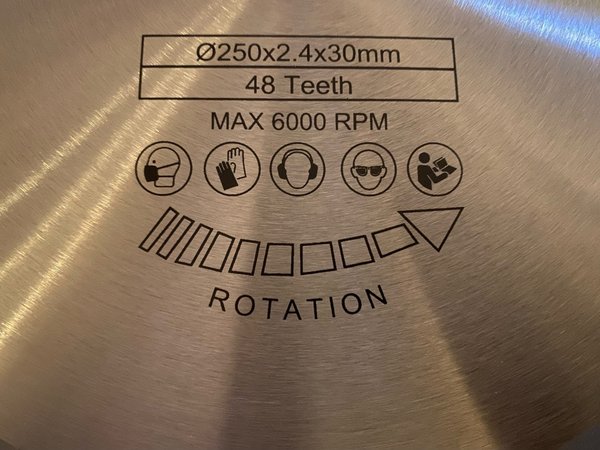 Ø250x2.4x30mm
48 Teeth
MAX 6000 RPM
ROTATION